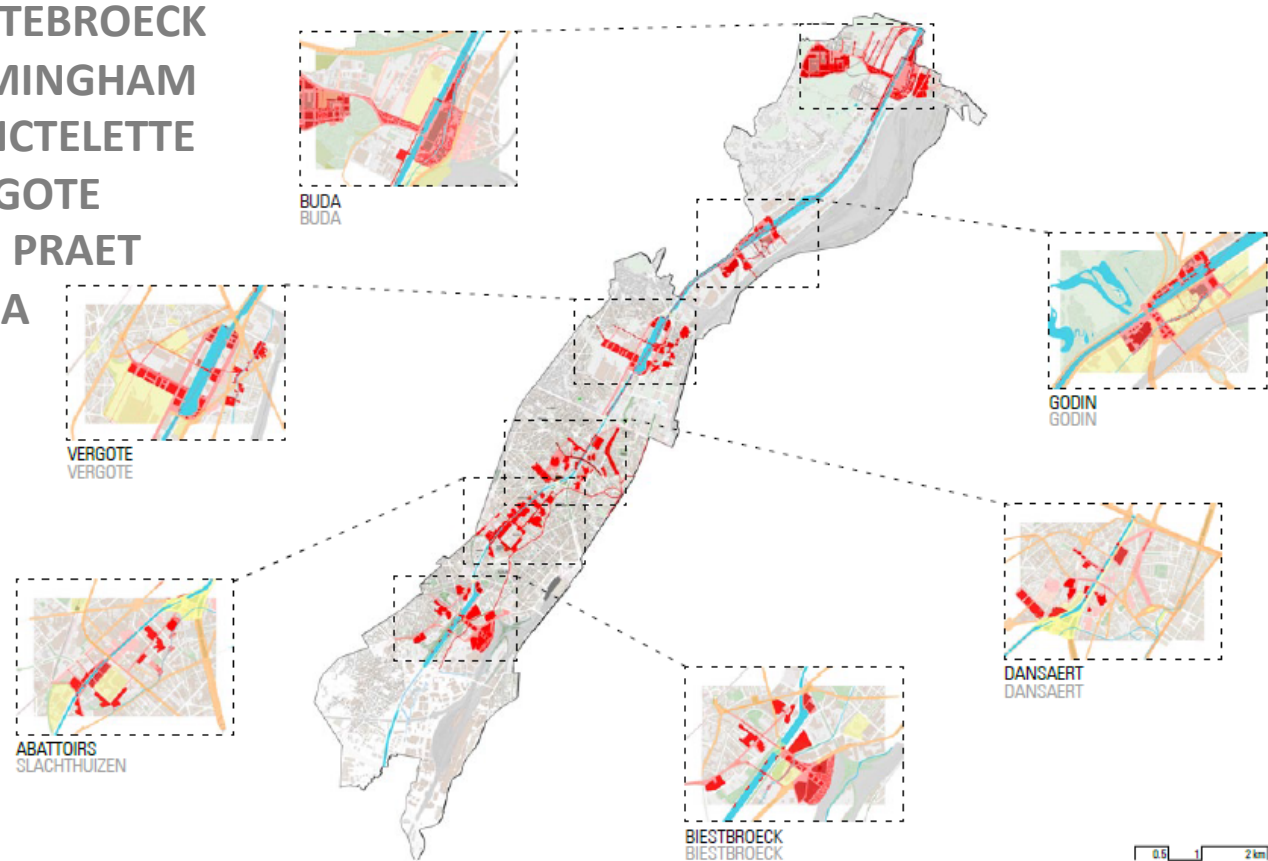 TEBROECK
MINGHAM
ICTELETTE
GOTE
PRAET
A
BUDA
BUDA
GODIN
GODIN
VERGOTE
VERGOTE
DANSAERT
DANSAERT
ABATTOIRS
SLACHTHUIZEN
BIESTBROECK
BIESTBROECK
0.5 1 2 km